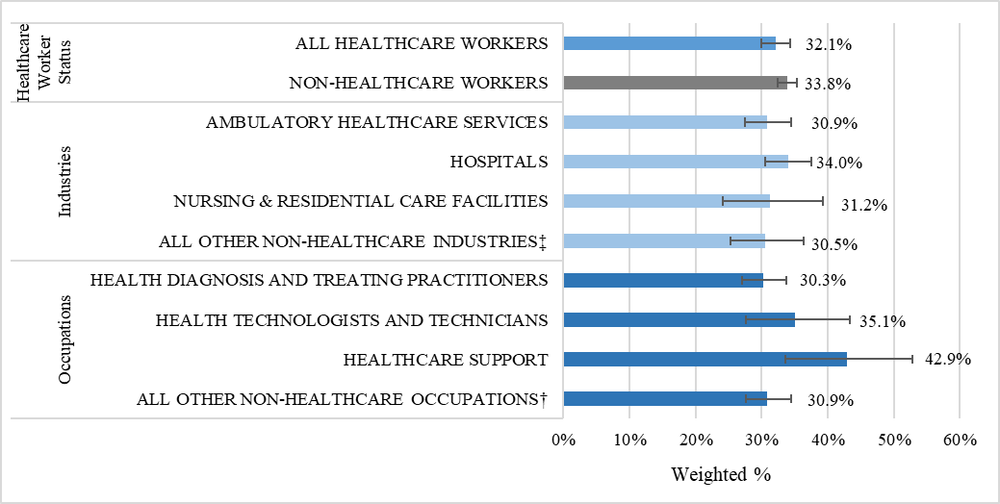 Healthcare
Worker
Status
ALL HEALTHCARE WORKERS
32.1%
NON-HEALTHCARE WORKERS
33.8%
Industries
AMBULATORY HEALTHCARE SERVICES
30.9%
HOSPITALS
34.0%
NURSING & RESIDENTIAL CARE FACILITIES
31.2%
ALL OTHER NON-HEALTHCARE INDUSTRIES‡
30.5%
Occupations
HEALTH DIAGNOSIS AND TREATING PRACTITIONERS
30.3%
HEALTH TECHNOLOGISTS AND TECHNICIANS
35.1%
HEALTHCARE SUPPORT
42.9%
ALL OTHER NON-HEALTHCARE OCCUPATIONS†
30.9%
0% 10% 20% 30% 40% 50% 60%
Weighted %